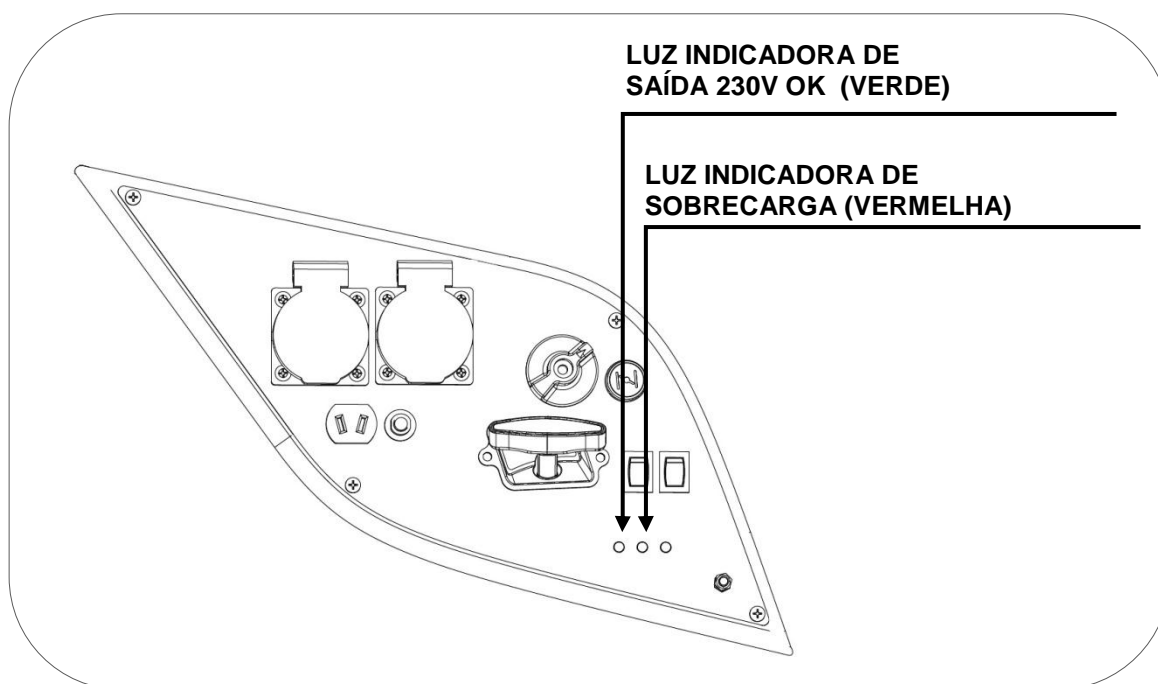 LUZ INDICADORA DE
SAÍDA 230V OK (VERDE)
LUZ INDICADORA DE
SOBRECARGA (VERMELHA)